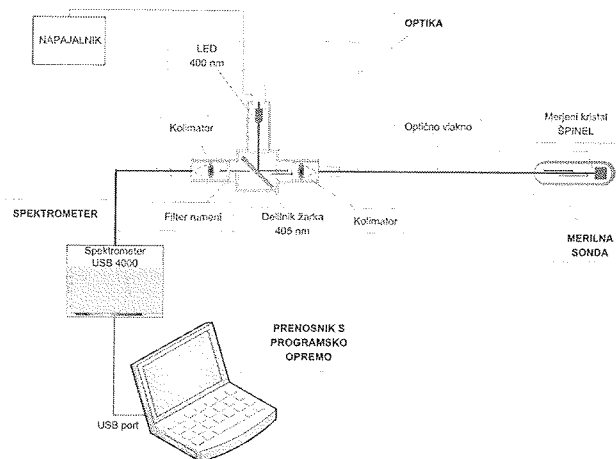 NAPAJALNIK
LED
400 nm
OPTIKA
Kolimator
Optično vlakno
Merjeni kristal
ŠPINEL
SPEKTROMETER
Filter rumeni
Delilnik žarka
405 nm
Kolimator
Spektrometer
USB 4000
MERILNA
SONDA
PRENOSNIK S
PROGRAMSKO
OPREMO
USB port